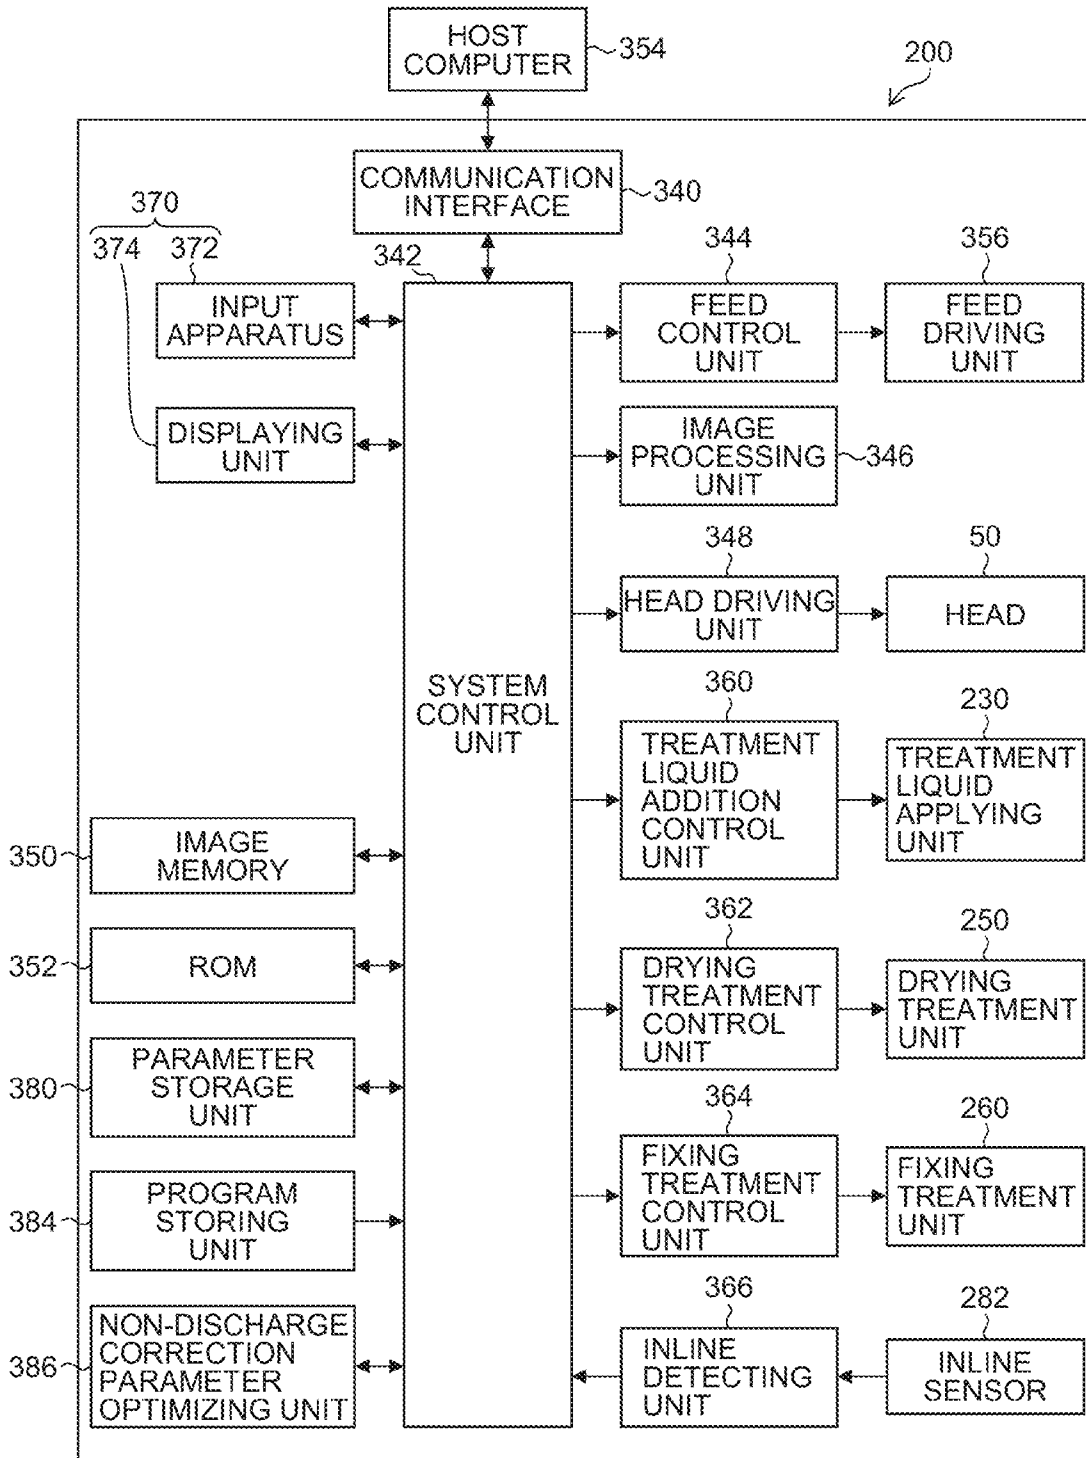 HOST
COMPUTER
354
200
COMMUNICATION
INTERFACE
340
370
374
372
342
344
356
INPUT
APPARATUS
FEED
CONTROL
UNIT
FEED
DRIVING
UNIT
DISPLAYING
UNIT
IMAGE
PROCESSING
UNIT
346
348
50
HEAD DRIVING
UNIT
HEAD
SYSTEM
CONTROL
UNIT
360
230
TREATMENT
LIQUID
ADDITION
CONTROL
UNIT
TREATMENT
LIQUID
APPLYING
UNIT
350
IMAGE
MEMORY
362
250
352
ROM
DRYING
TREATMENT
CONTROL
UNIT
DRYING
TREATMENT
UNIT
380
PARAMETER
STORAGE
UNIT
364
260
384
PROGRAM
STORING
UNIT
FIXING
TREATMENT
CONTROL
UNIT
FIXING
TREATMENT
UNIT
366
282
386
NON-DISCHARGE
CORRECTION
PARAMETER
OPTIMIZING UNIT
INLINE
DETECTING
UNIT
INLINE
SENSOR